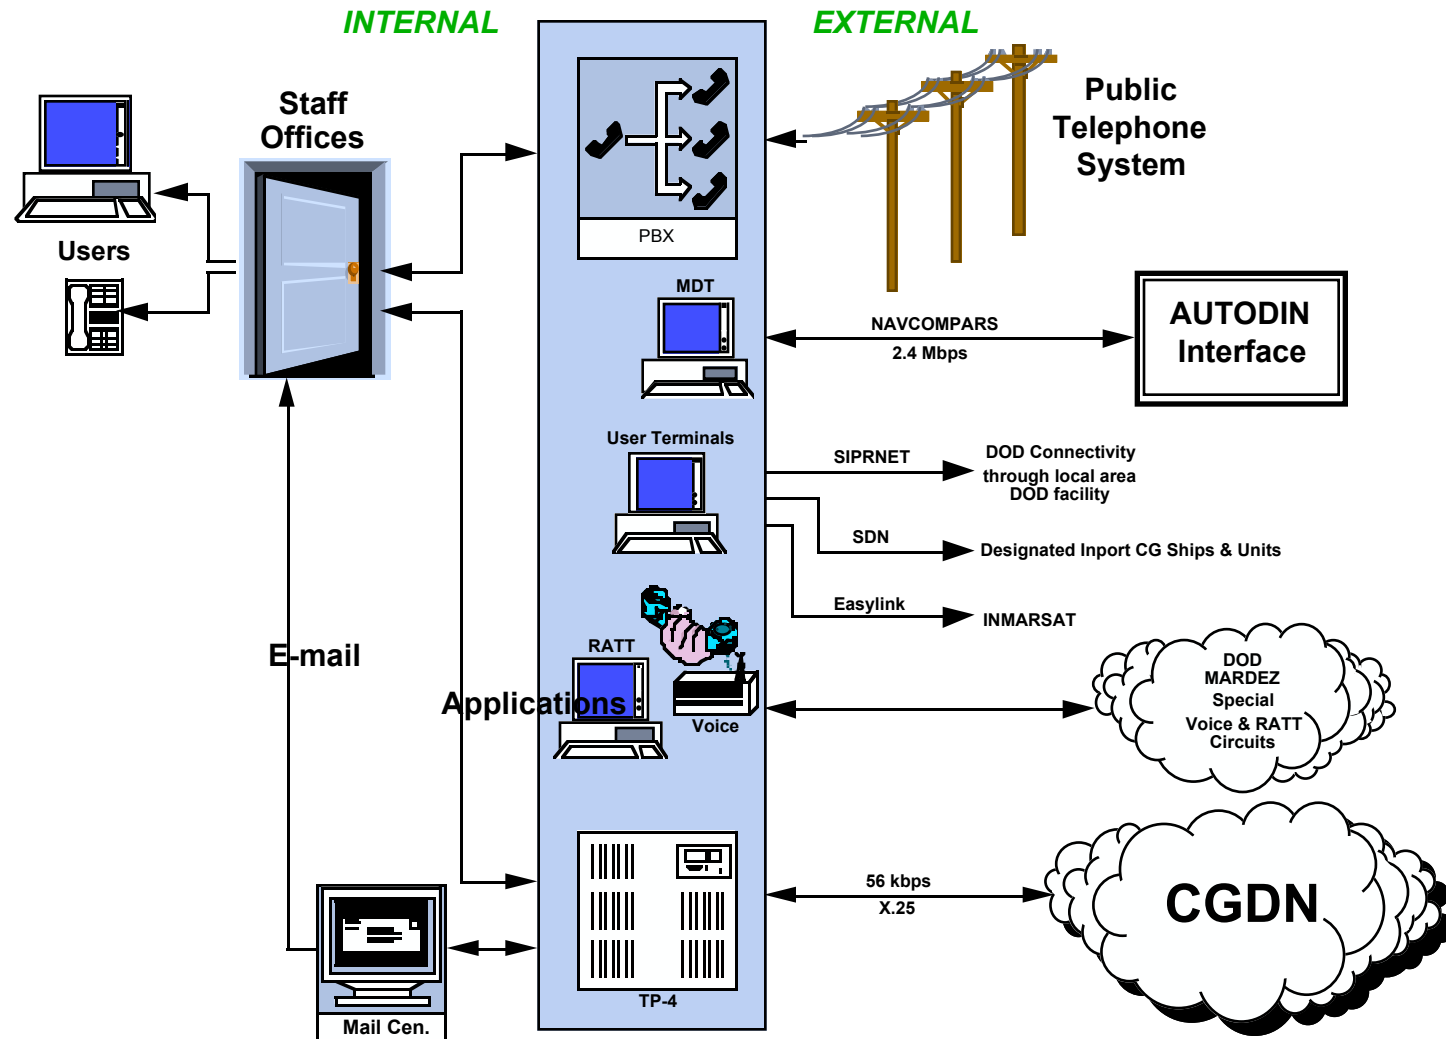 INTERNAL
EXTERNAL
Staff
Offices
Users
Public
Telephone
System
PBX
MDT
NAVCOMPARS
2.4 Mbps
AUTODIN
Interface
User Terminals
SIPRNET
DOD Connectivity
through local area
DOD facility
SDN
Designated Inport CG Ships & Units
Easylink
INMARSAT
E-mail
Applications
RATT
Voice
DOD
MARDEZ
Special
Voice & RATT
Circuits
56 kbps
X.25
CGDN
TP-4
Mail Cen.